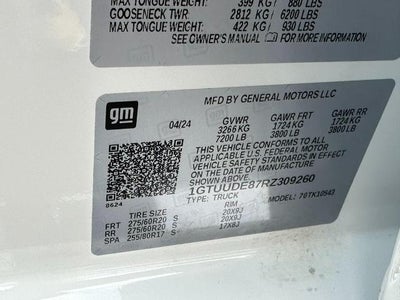 MAX TONGUE WEIGHT: 399 KG / 880 LBS
GOOSENECK TWR 2812 KG / 6200 LBS
MAX TONGUE WEIGHT: 422 KG / 930 LBS
SEE OWNER'S MANUAL FOR MORE INFORMATION
gm
MFD BY GENERAL MOTORS LLC
04/24 GVWR GAWR FRT GAWR RR
3266 KG 1724 KG 1724 KG
7200 LB 3800 LB 3800 LB
THIS VEHICLE CONFORMS TO ALL APPLICABLE
U.S. FEDERAL MOTOR
VEHICLE SAFETY STANDARDS IN EFFECT ON THE DATE OF
MANUFACTURE SHOWN ABOVE.
1GTUUDE87RZ309260
8624 TYPE: TRUCK MODEL: 79TK10543
TIRE SIZE RIM
FRT 275/60R20 S 20X9J
RR 275/60R20 S 20X9J
SPA 255/80R17 S 17X8J